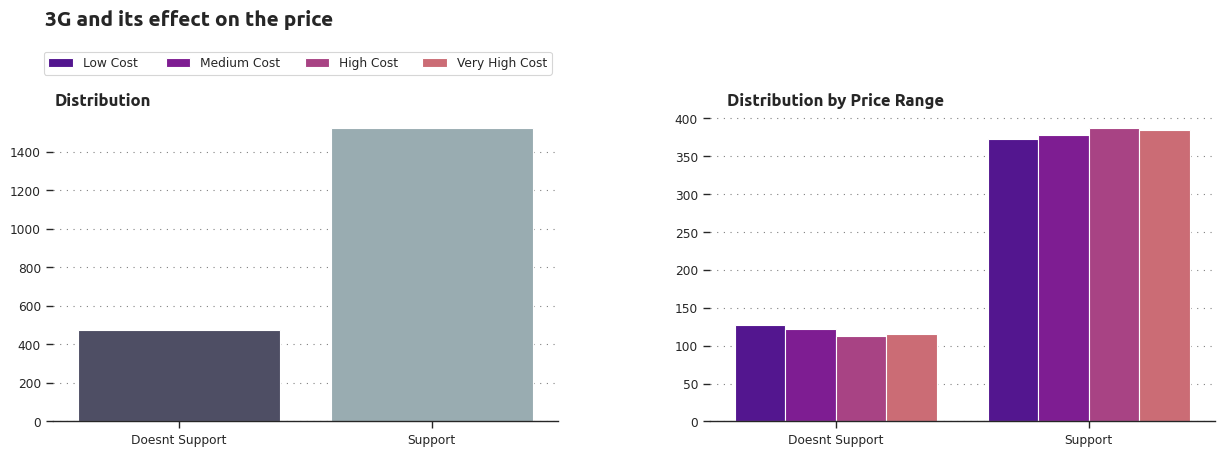 3G and its effect on the price
Low Cost Medium Cost High Cost Very High Cost
Distribution
1400
1200
1000
800
600
400
200
0
Doesnt Support Support
Distribution by Price Range
400
350
300
250
200
150
100
50
0
Doesnt Support Support